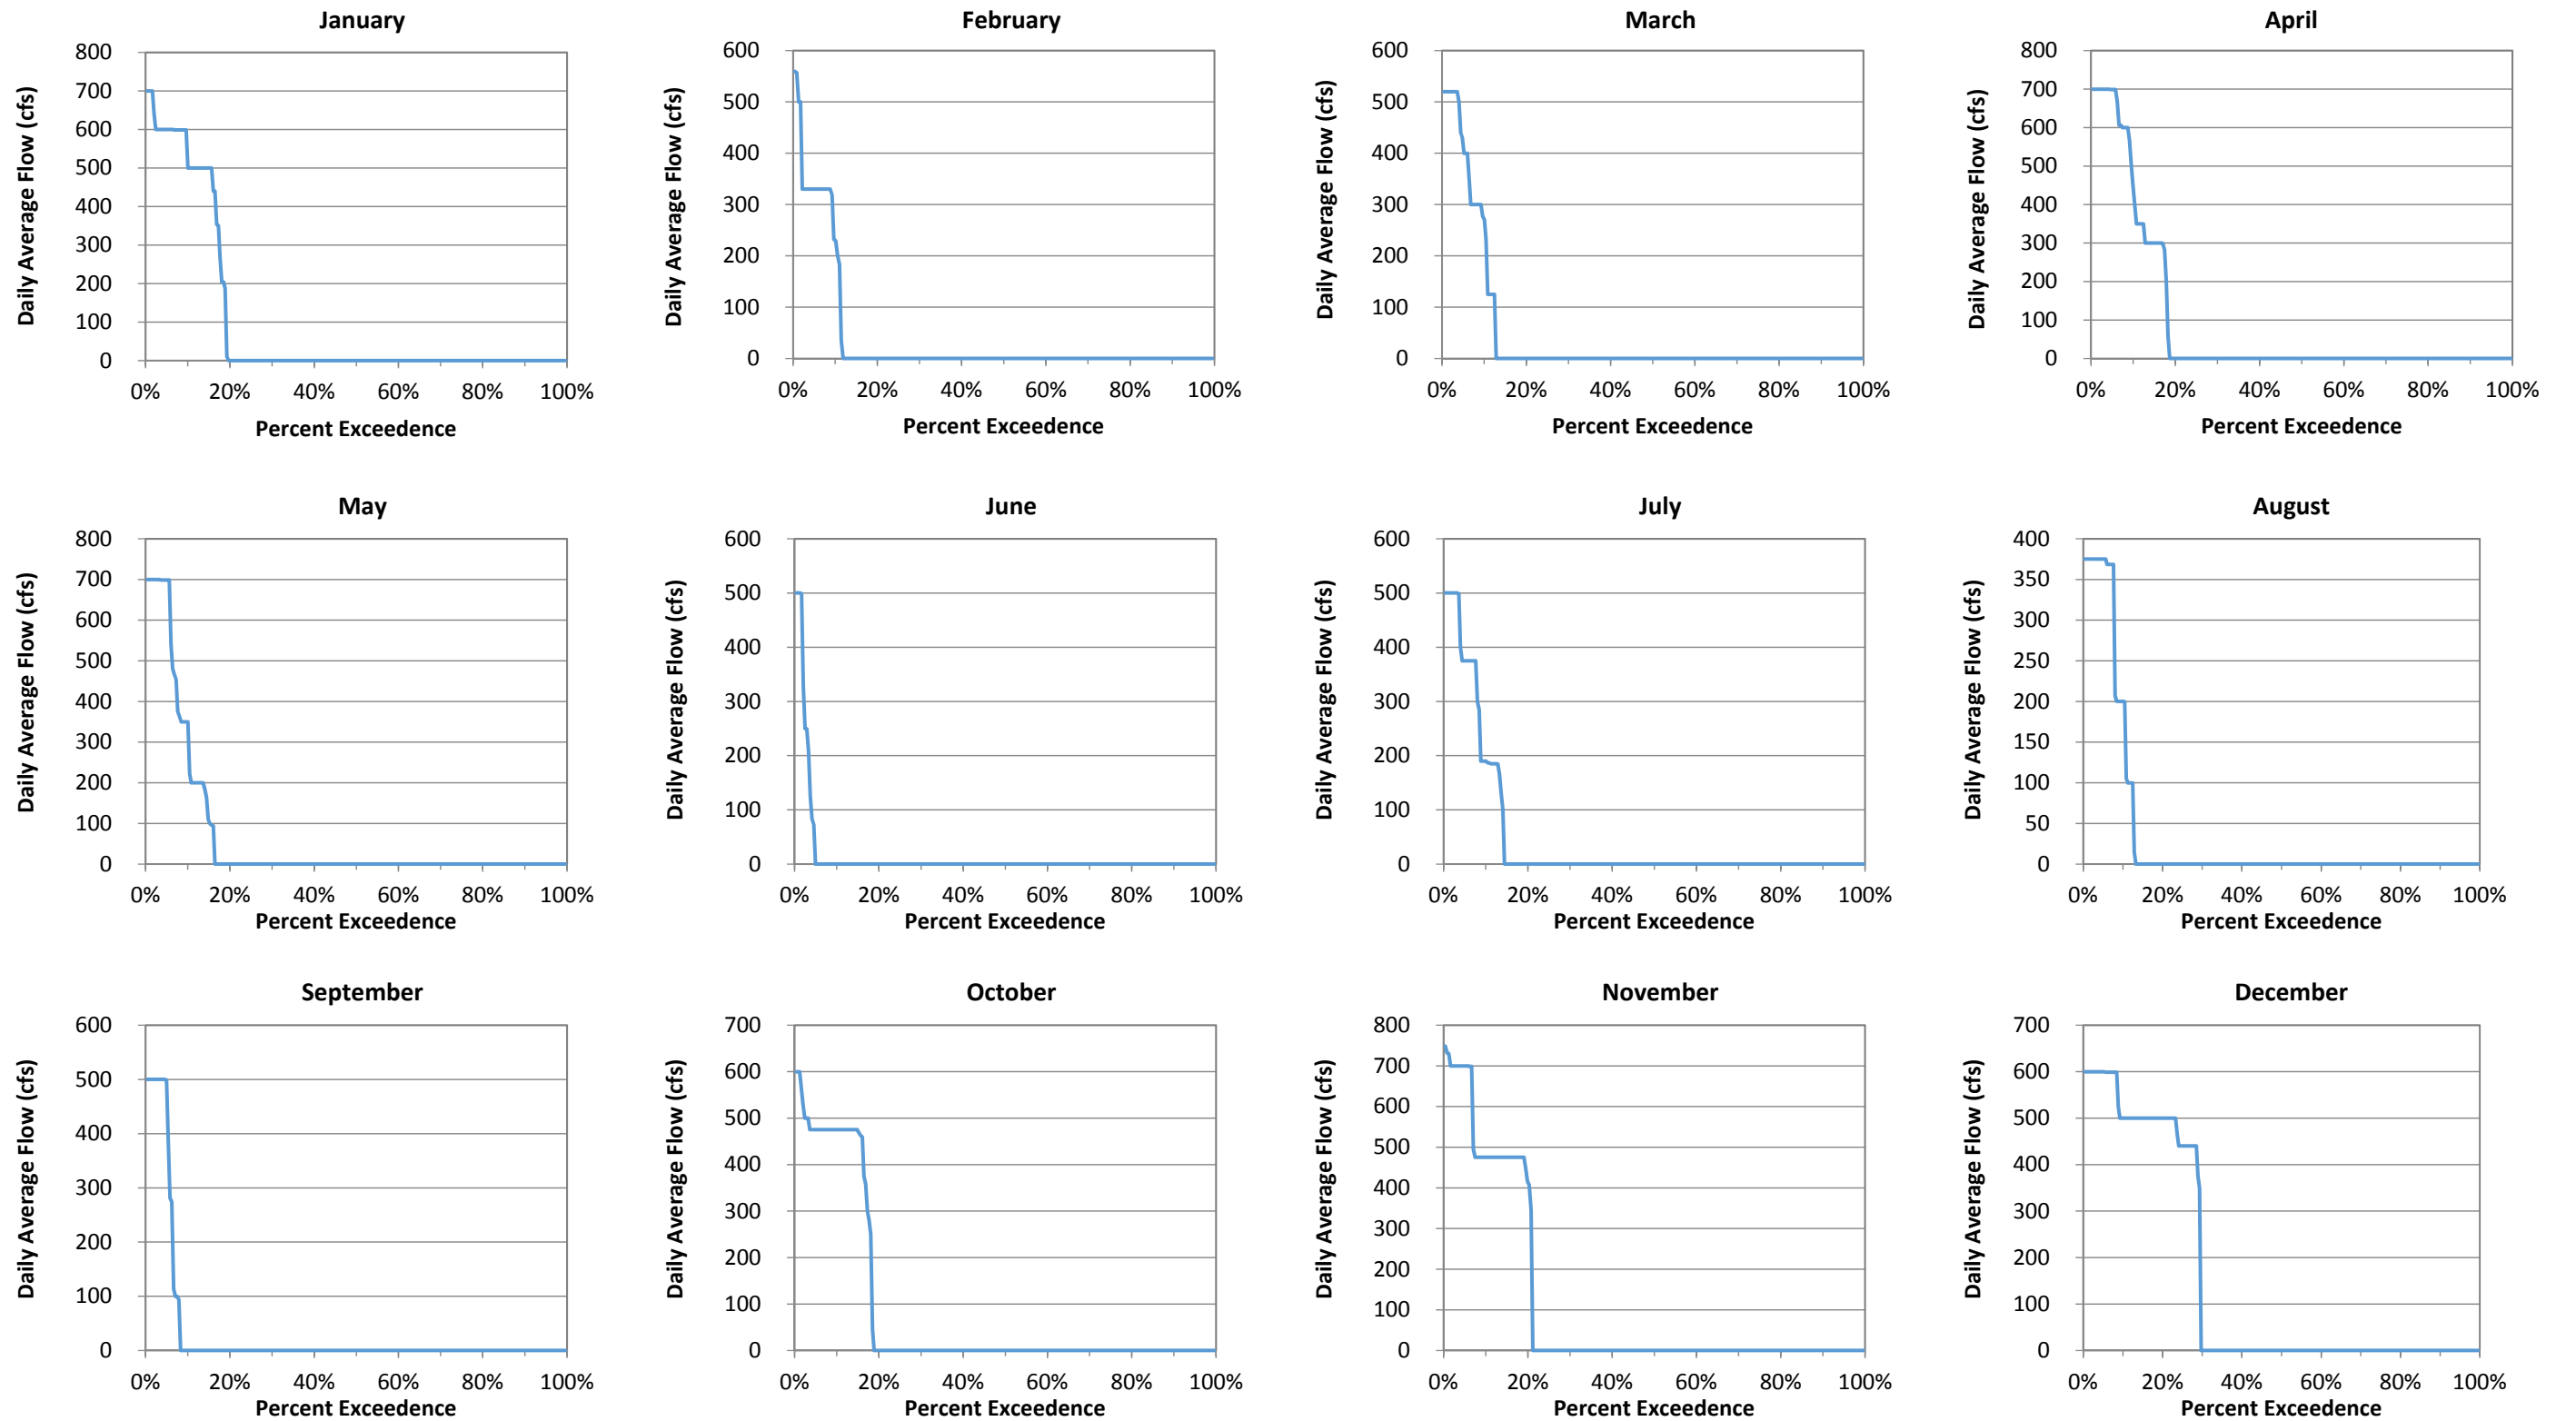 January
Daily Average Flow (cfs)
800
700
600
500
400
300
200
100
0
0% 20% 40% 60% 80% 100%
Percent Exceedence
February
Daily Average Flow (cfs)
600
500
400
300
200
100
0
0% 20% 40% 60% 80% 100%
Percent Exceedence
March
Daily Average Flow (cfs)
600
500
400
300
200
100
0
0% 20% 40% 60% 80% 100%
Percent Exceedence
April
Daily Average Flow (cfs)
800
700
600
500
400
300
200
100
0
0% 20% 40% 60% 80% 100%
Percent Exceedence
May
Daily Average Flow (cfs)
800
700
600
500
400
300
200
100
0
0% 20% 40% 60% 80% 100%
Percent Exceedence
June
Daily Average Flow (cfs)
600
500
400
300
200
100
0
0% 20% 40% 60% 80% 100%
Percent Exceedence
July
Daily Average Flow (cfs)
600
500
400
300
200
100
0
0% 20% 40% 60% 80% 100%
Percent Exceedence
August
Daily Average Flow (cfs)
400
350
300
250
200
150
100
50
0
0% 20% 40% 60% 80% 100%
Percent Exceedence
September
Daily Average Flow (cfs)
600
500
400
300
200
100
0
0% 20% 40% 60% 80% 100%
Percent Exceedence
October
Daily Average Flow (cfs)
700
600
500
400
300
200
100
0
0% 20% 40% 60% 80% 100%
Percent Exceedence
November
Daily Average Flow (cfs)
800
700
600
500
400
300
200
100
0
0% 20% 40% 60% 80% 100%
Percent Exceedence
December
Daily Average Flow (cfs)
700
600
500
400
300
200
100
0
0% 20% 40% 60% 80% 100%
Percent Exceedence